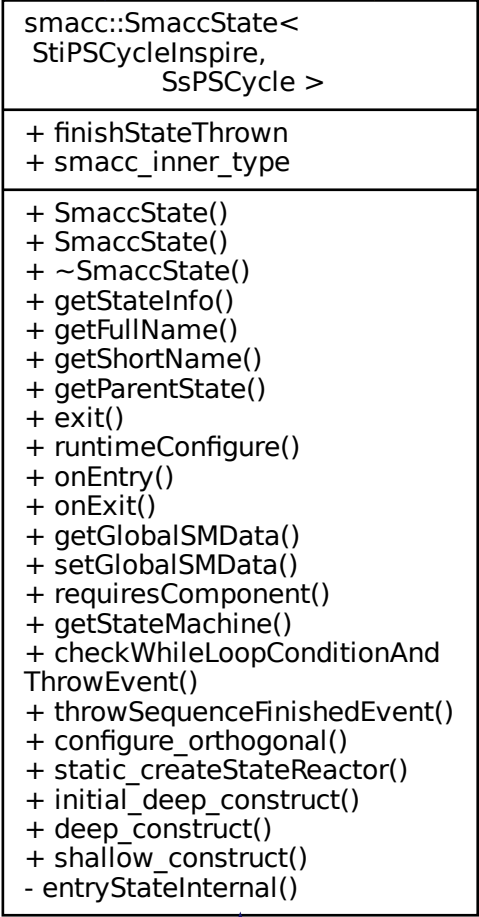 smacc::SmaccState<
StiPSCycleInspire,
SsPSCycle >
+ finishStateThrown
+ smacc_inner_type
+ SmaccState()
+ SmaccState()
+ ~SmaccState()
+ getStateInfo()
+ getFullName()
+ getShortName()
+ getParentState()
+ exit()
+ runtimeConfigure()
+ onEntry()
+ onExit()
+ getGlobalSMData()
+ setGlobalSMData()
+ requiresComponent()
+ getStateMachine()
+ checkWhileLoopConditionAnd
ThrowEvent()
+ throwSequenceFinishedEvent()
+ configure_orthogonal()
+ static_createStateReactor()
+ initial_deep_construct()
+ deep_construct()
+ shallow_construct()
- entryStateInternal()